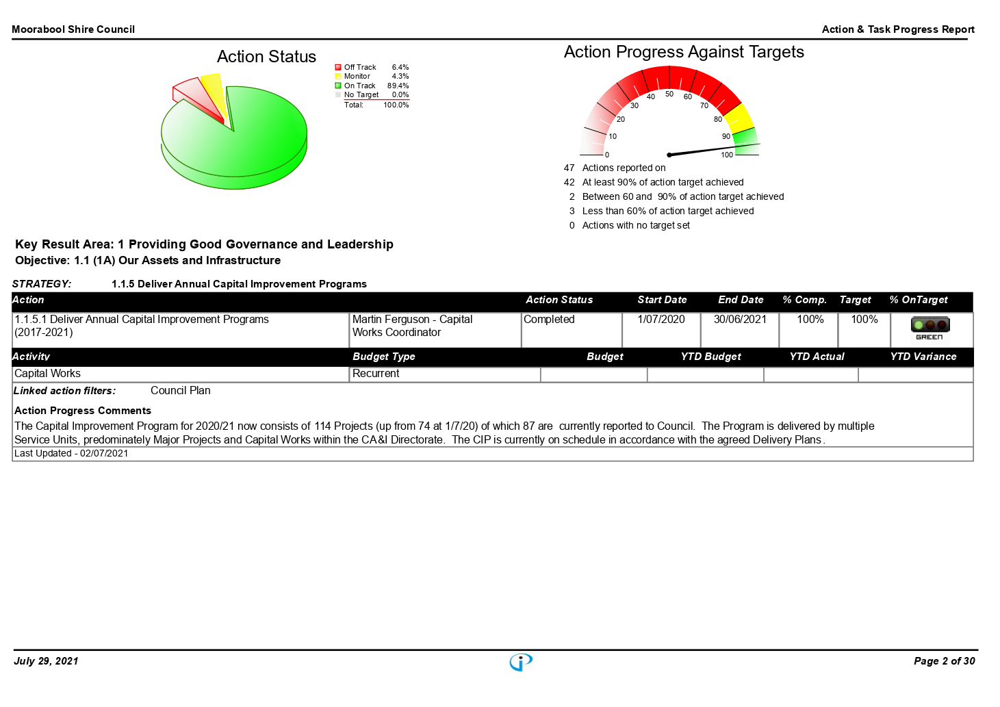 Moorabool Shire Council
Action & Task Progress Report
Action Status
Off Track 6.4%
Monitor 4.3%
On Track 89.4%
No Target 0.0%
Total: 100.0%
Action Progress Against Targets
0 10 20 30 40 50 60 70 80 90 100
47 Actions reported on
42 At least 90% of action target achieved
2 Between 60 and 90% of action target achieved
3 Less than 60% of action target achieved
0 Actions with no target set
Key Result Area: 1 Providing Good Governance and Leadership
Objective: 1.1 (1A) Our Assets and Infrastructure
STRATEGY: 1.1.5 Deliver Annual Capital Improvement Programs
Action Action Status Start Date End Date % Comp. Target % OnTarget
1.1.5.1 Deliver Annual Capital Improvement Programs Martin Ferguson - Capital Completed 1/07/2020 30/06/2021 100% 100%
(2017-2021) Works Coordinator GREEN
Activity Budget Type Budget YTD Budget YTD Actual YTD Variance
Capital Works Recurrent
Linked action filters: Council Plan
Action Progress Comments
The Capital Improvement Program for 2020/21 now consists of 114 Projects (up from 74 at 1/7/20) of which 87 are currently reported to Council. The Program is delivered by multiple
Service Units, predominately Major Projects and Capital Works within the CA&I Directorate. The CIP is currently on schedule in accordance with the agreed Delivery Plans.
Last Updated - 02/07/2021
July 29, 2021
Page 2 of 30